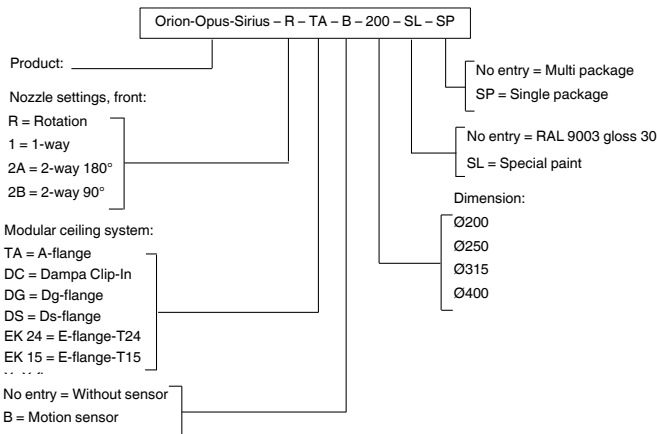 Orion-Opus-Sirius – R – TA – B – 200 – SL – SP
Product:
Nozzle settings, front:
R = Rotation
1 = 1-way
2A = 2-way 180°
2B = 2-way 90°
Modular ceiling system:
TA = A-flange
DC = Dampa Clip-In
DG = Dg-flange
DS = Ds-flange
EK 24 = E-flange-T24
EK 15 = E-flange-T15
No entry = Without sensor
B = Motion sensor
No entry = Multi package
SP = Single package
No entry = RAL 9003 gloss 30
SL = Special paint
Dimension:
Ø200
Ø250
Ø315
Ø400